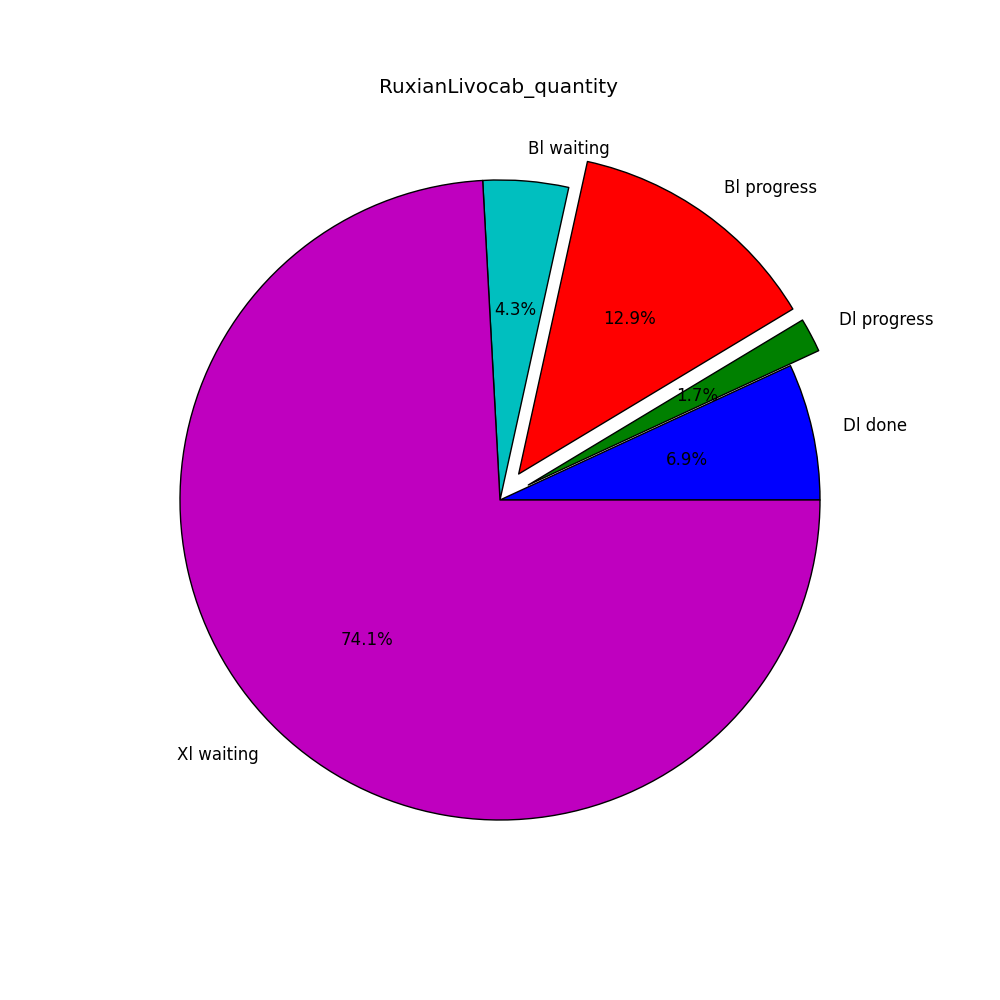 RuxianLivocab_quantity
Bl waiting
Bl progress
4.3%
12.9%
Dl progress
1.7%
Dl done
6.9%
74.1%
Xl waiting